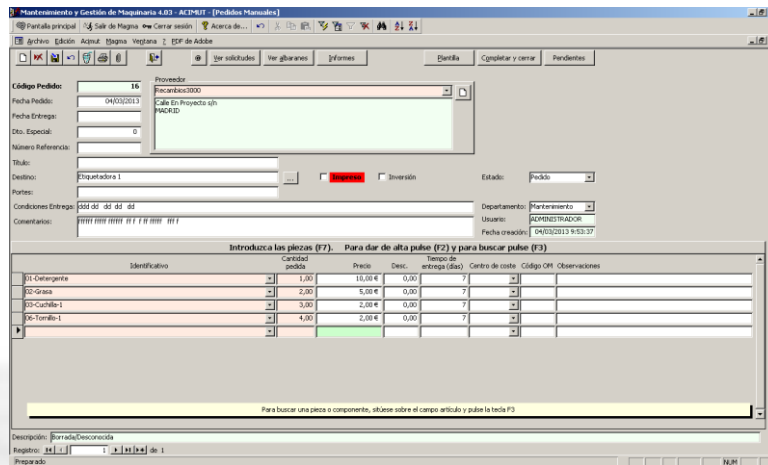 Mantenimiento y Gestión de Maquinaria 4.03 - ACIMUT - [Pedidos Manuales]
Pantalla principal Salir de Magma Cerrar sesión Acerca de...
Archivo Edición Acimut Magma Ventana ? PDF de Adobe
Ver solicitudes Ver albaranes Informes Plantilla Completar y cerrar Pendientes
Código Pedido: 16
Proveedor
Recambios3000
Calle En Proyecto s/n
MADRID
Fecha Pedido: 04/03/2013
Fecha Entrega:
Dto. Especial: 0
Número Referencia:
Título:
Destino: Etiquetadora 1 ... Impreso Inversión Estado: Pedido
Portes:
Condiciones Entrega: ddd dd dd dd dd Departamento: Mantenimiento
Comentarios: Usuario: ADMINISTRADOR
Fecha creación: 04/03/2013 9:53:37
Introduzca las piezas (F7). Para dar de alta pulse (F2) y para buscar pulse (F3)
Identificativo Cantidad pedida Precio Desc. Tiempo de entrega (días) Centro de coste Código OM Observaciones
01-Detergente 1,00 10,00 € 0,00 7
02-Grasa 2,00 5,00 € 0,00 7
03-Cuchilla-1 3,00 2,00 € 0,00 7
06-Tornillo-1 4,00 2,00 € 0,00 7
Para buscar una pieza o componente, sitúese sobre el campo artículo y pulse la tecla F3
Descripción: Borrada/Desconocida
Registro: 1 de 1
Preparado NUM